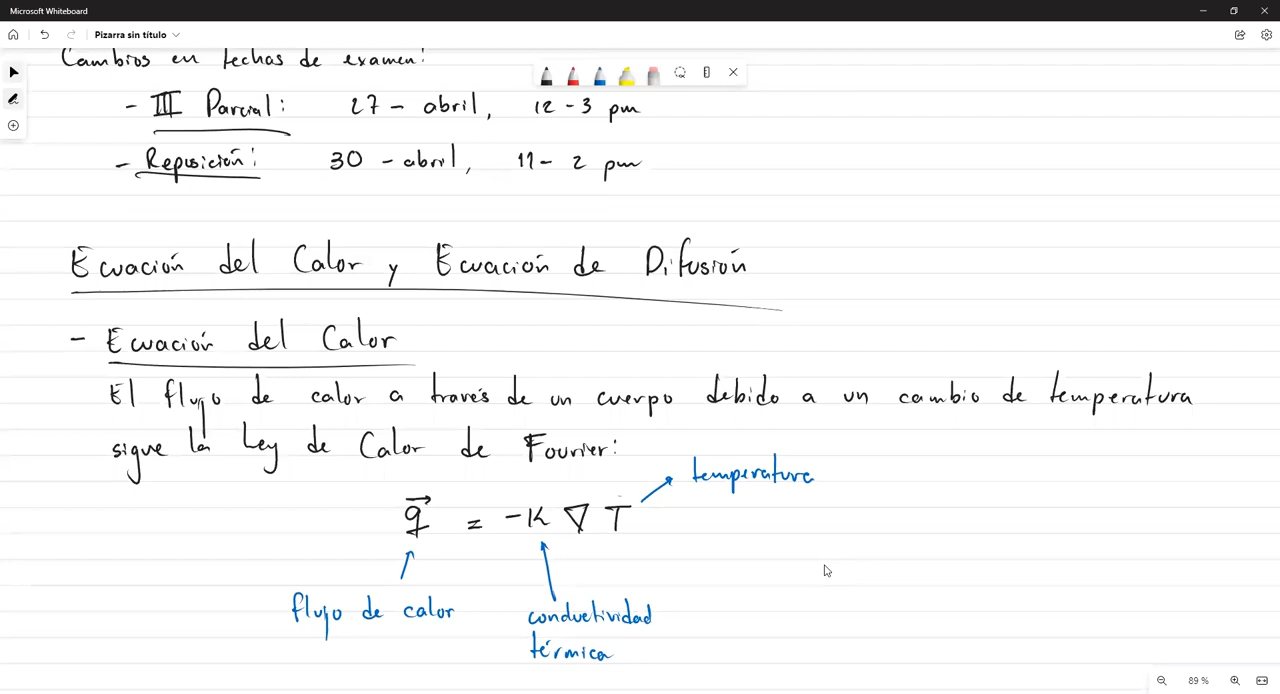 Microsoft Whiteboard
Pizarra sin título
Cambios en fechas de examen:
- III Parcial: 27 - abril, 12 - 3 pm
- Reposición: 30 - abril, 11 - 2 pm
Ecuación del Calor y Ecuación de Difusión
- Ecuación del Calor
El flujo de calor a través de un cuerpo debido a un cambio de temperatura
sigue la Ley de Calor de Fourier:
temperatura
q⃗ = -K ∇ T
flujo de calor
conductividad
térmica
89 %